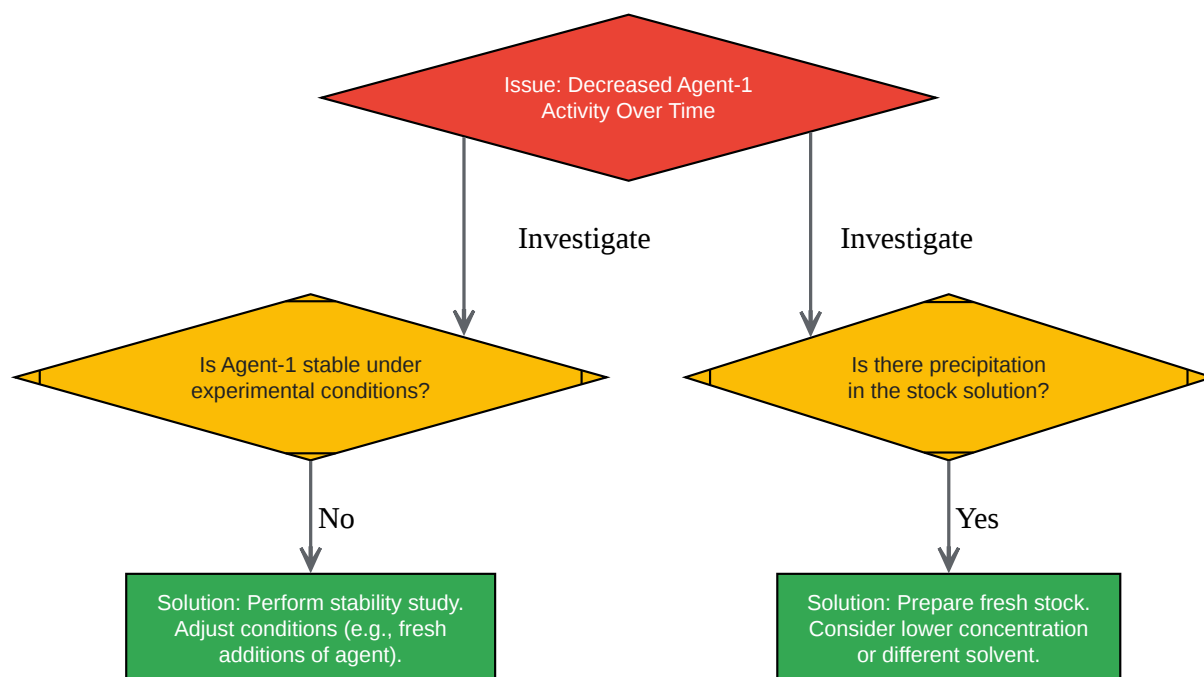 Issue: Decreased Agent-1
Activity Over Time
Investigate
Investigate
Is Agent-1 stable under
experimental conditions?
Is there precipitation
in the stock solution?
No
Yes
Solution: Perform stability study.
Adjust conditions (e.g., fresh
additions of agent).
Solution: Prepare fresh stock.
Consider lower concentration
or different solvent.